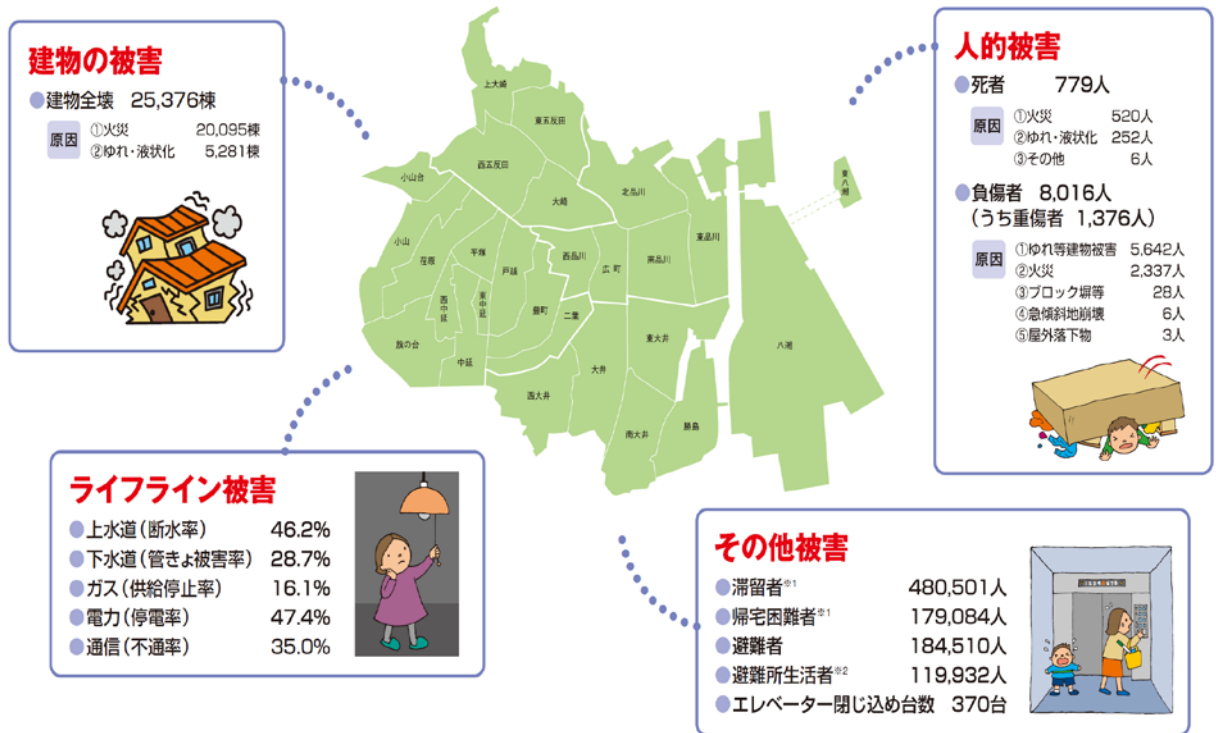 建物の被害
●建物全壊 25,376棟
原因
①火災 20,095棟
②ゆれ・液状化 5,281棟
人的被害
●死者 779人
原因
①火災 520人
②ゆれ・液状化 252人
③その他 6人
●負傷者 8,016人
(うち重傷者 1,376人)
原因
①ゆれ等建物被害 5,642人
②火災 2,337人
③ブロック塀等 28人
④急傾斜地崩壊 6人
⑤屋外落下物 3人
上大崎
東五反田
西五反田
小山台
大崎
北品川
東八潮
小山
荏原
平塚
戸越
西品川
広町
南品川
東品川
西中延
東中延
豊町
二葉
旗の台
中延
東大井
八潮
大井
西大井
南大井
勝島
ライフライン被害
●上水道(断水率) 46.2%
●下水道(管きょ被害率) 28.7%
●ガス(供給停止率) 16.1%
●電力(停電率) 47.4%
●通信(不通率) 35.0%
その他被害
●滞留者※1 480,501人
●帰宅困難者※1 179,084人
●避難者 184,510人
●避難所生活者※2 119,932人
●エレベーター閉じ込め台数 370台